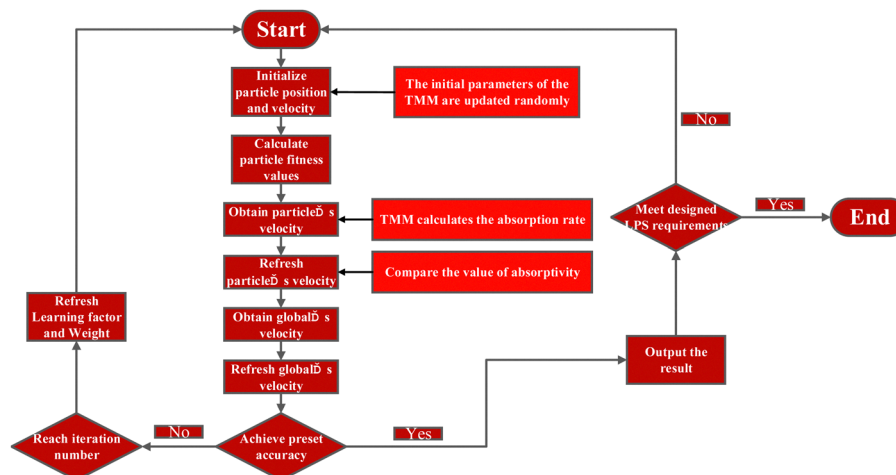 Start
Initialize
particle position
and velocity
The initial parameters of the
TMM are updated randomly
Calculate
particle fitness
values
Obtain particleĎ s
velocity
TMM calculates the absorption rate
Refresh
particleĎ s velocity
Compare the value of absorptivity
Obtain globalĎ s
velocity
Refresh globalĎ s
velocity
Achieve preset
accuracy
No
Reach iteration
number
Refresh
Learning factor
and Weight
Yes
Output the
result
Meet designed
LPS requirements
No
Yes
End